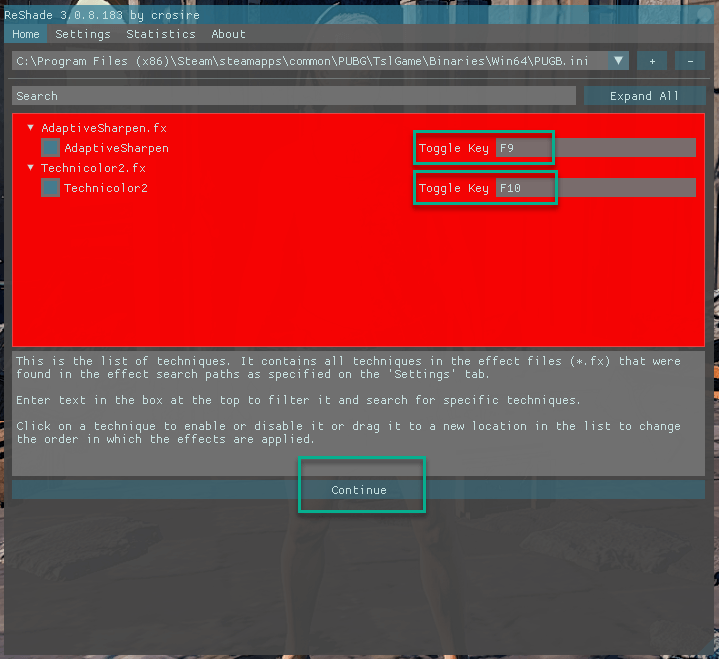 ReShade 3.0.8.183 by crosire
Home Settings Statistics About
C:\Program Files (x86)\Steam\steamapps\common\PUBG\TslGame\Binaries\Win64\PUGB.ini ▼ + -
Search Expand All
▼ AdaptiveSharpen.fx
AdaptiveSharpen Toggle Key F9
▼ Technicolor2.fx
Technicolor2 Toggle Key F10
This is the list of techniques. It contains all techniques in the effect files (*.fx) that were
found in the effect search paths as specified on the 'Settings' tab.
Enter text in the box at the top to filter it and search for specific techniques.
Click on a technique to enable or disable it or drag it to a new location in the list to change
the order in which the effects are applied.
Continue